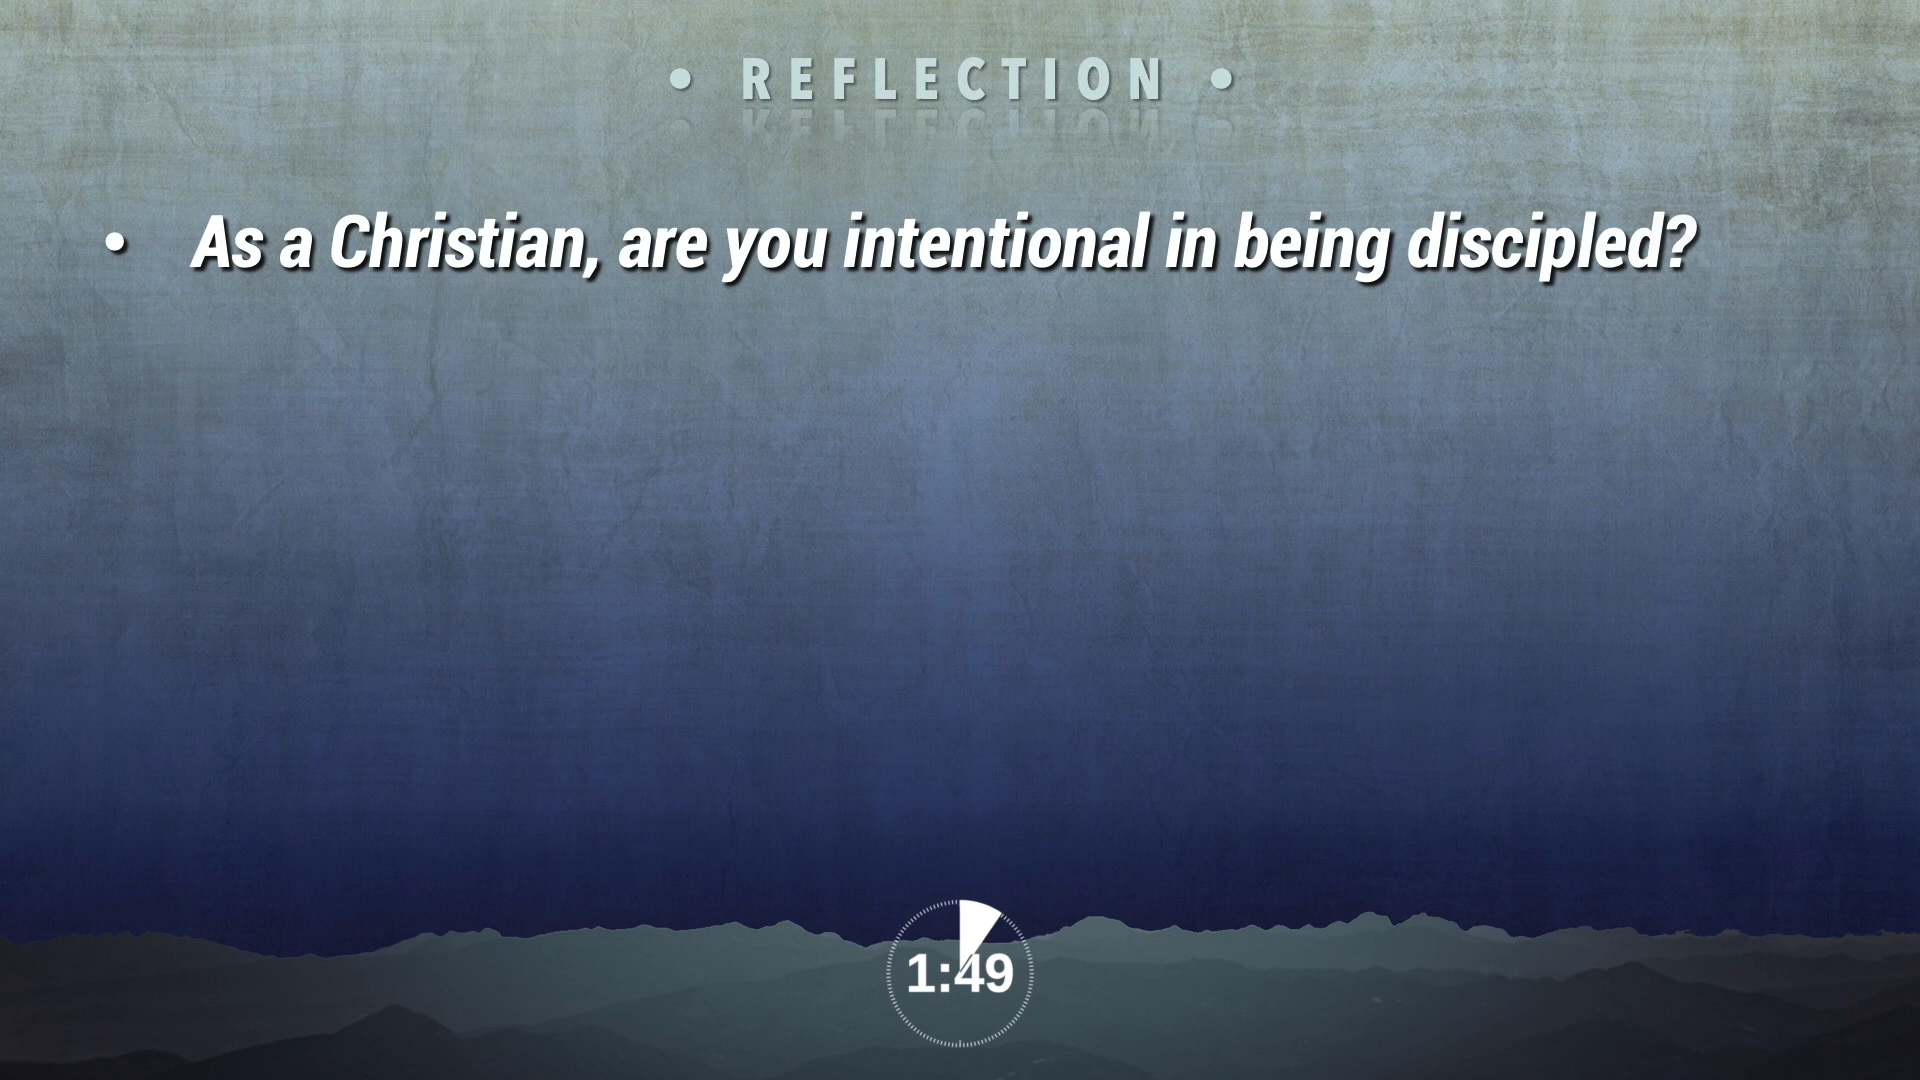 • REFLECTION •
• As a Christian, are you intentional in being discipled?
1:49